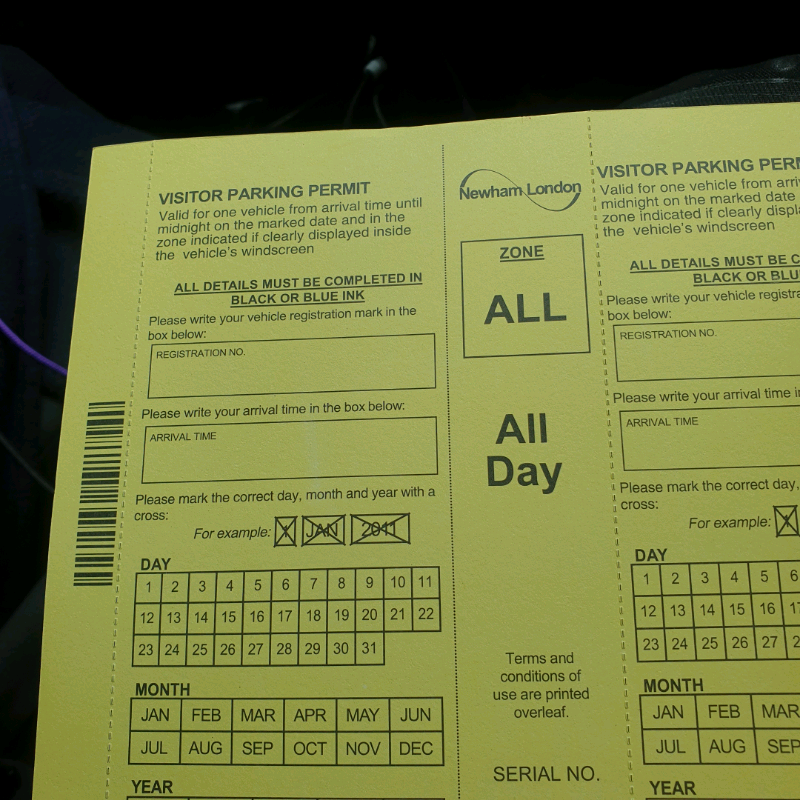 VISITOR PARKING PERMIT
Valid for one vehicle from arrival time until
midnight on the marked date and in the
zone indicated if clearly displayed inside
the vehicle's windscreen
ALL DETAILS MUST BE COMPLETED IN
BLACK OR BLUE INK
Please write your vehicle registration mark in the
box below:
REGISTRATION NO.
Please write your arrival time in the box below:
ARRIVAL TIME
Please mark the correct day, month and year with a
cross:
For example: 1 JAN 2011
DAY
1 2 3 4 5 6 7 8 9 10 11
12 13 14 15 16 17 18 19 20 21 22
23 24 25 26 27 28 29 30 31
MONTH
JAN FEB MAR APR MAY JUN
JUL AUG SEP OCT NOV DEC
YEAR
Newham London
ZONE
ALL
All
Day
Terms and
conditions of
use are printed
overleaf.
SERIAL NO.
VISITOR PARKING
Valid for one vehicle from
midnight on the marked date
zone indicated if clearly
the vehicle's windscreen
ALL DETAILS MUST BE
BLACK OR
Please write your vehicle
box below:
REGISTRATION NO.
Please write your arrival time
ARRIVAL TIME
Please mark the correct day,
cross:
For example: 1
DAY
1 2 3 4 5 6
12 13 14 15 16
23 24 25 26 27
MONTH
JAN FEB MAR
JUL AUG SEP
YEAR